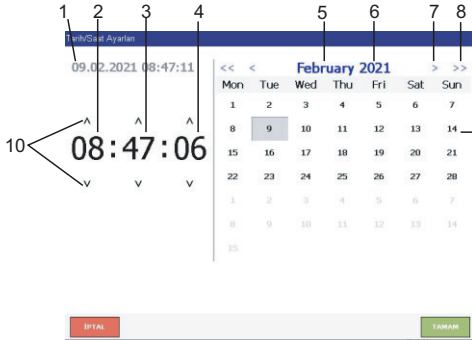 1 2 3 4 5 6 7 8
Tarih/Saat Ayarları
09.02.2021 08:47:11
<< < February 2021 > >>
Mon Tue Wed Thu Fri Sat Sun
1 2 3 4 5 6 7
8 9 10 11 12 13 14
15 16 17 18 19 20 21
22 23 24 25 26 27 28
1 2 3 4 5 6 7
8 9 10 11 12 13 14
15
10
08:47:06
İPTAL
TAMAM